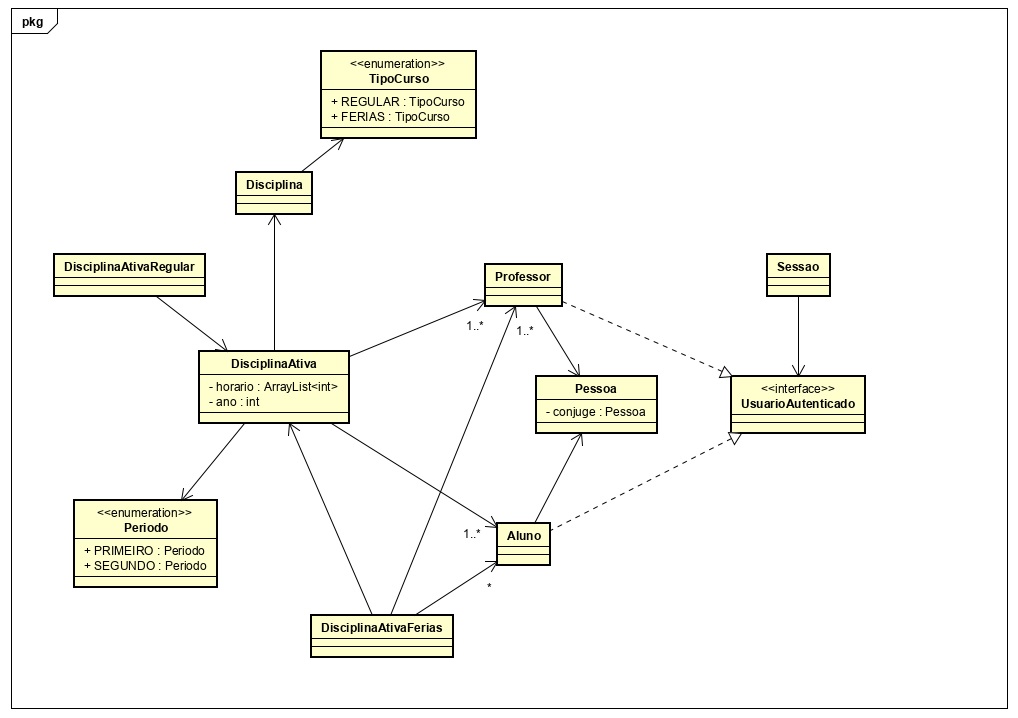 pkg
<<enumeration>>
TipoCurso
+ REGULAR : TipoCurso
+ FERIAS : TipoCurso
Disciplina
DisciplinaAtivaRegular
Professor
Sessao
1..*
1..*
DisciplinaAtiva
- horario : ArrayList<int>
- ano : int
Pessoa
- conjuge : Pessoa
<<interface>>
UsuarioAutenticado
<<enumeration>>
Periodo
+ PRIMEIRO : Periodo
+ SEGUNDO : Periodo
1..*
Aluno
*
DisciplinaAtivaFerias